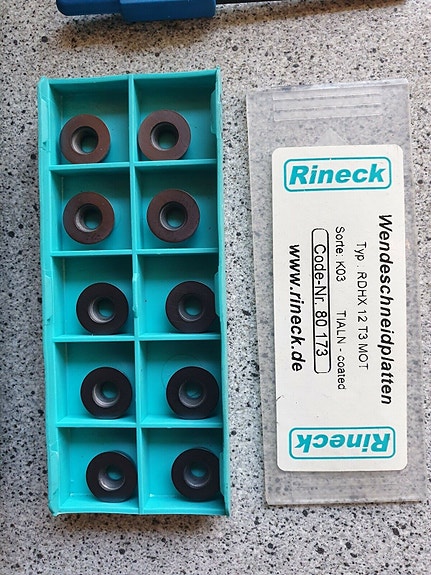 Rineck
Wendeschneidplatten
Typ . RDHX 12 T3 MOT
Sorte: K03 TIALN - coated
Code-Nr. 80 173
www.rineck.de
Rineck